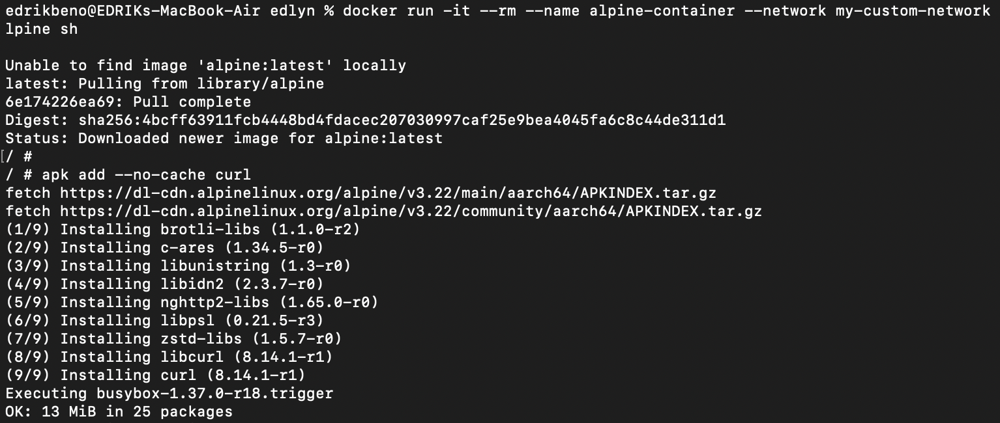 edrikbeno@EDRIKs-MacBook-Air edlyn % docker run -it --rm --name alpine-container --network my-custom-network
lpine sh
Unable to find image 'alpine:latest' locally
latest: Pulling from library/alpine
6e174226ea69: Pull complete
Digest: sha256:4bcff63911fcb4448bd4fdacec207030997caf25e9bea4045fa6c8c44de311d1
Status: Downloaded newer image for alpine:latest
[/ #
/ # apk add --no-cache curl
fetch https://dl-cdn.alpinelinux.org/alpine/v3.22/main/aarch64/APKINDEX.tar.gz
fetch https://dl-cdn.alpinelinux.org/alpine/v3.22/community/aarch64/APKINDEX.tar.gz
(1/9) Installing brotli-libs (1.1.0-r2)
(2/9) Installing c-ares (1.34.5-r0)
(3/9) Installing libunistring (1.3-r0)
(4/9) Installing libidn2 (2.3.7-r0)
(5/9) Installing nghttp2-libs (1.65.0-r0)
(6/9) Installing libpsl (0.21.5-r3)
(7/9) Installing zstd-libs (1.5.7-r0)
(8/9) Installing libcurl (8.14.1-r1)
(9/9) Installing curl (8.14.1-r1)
Executing busybox-1.37.0-r18.trigger
OK: 13 MiB in 25 packages